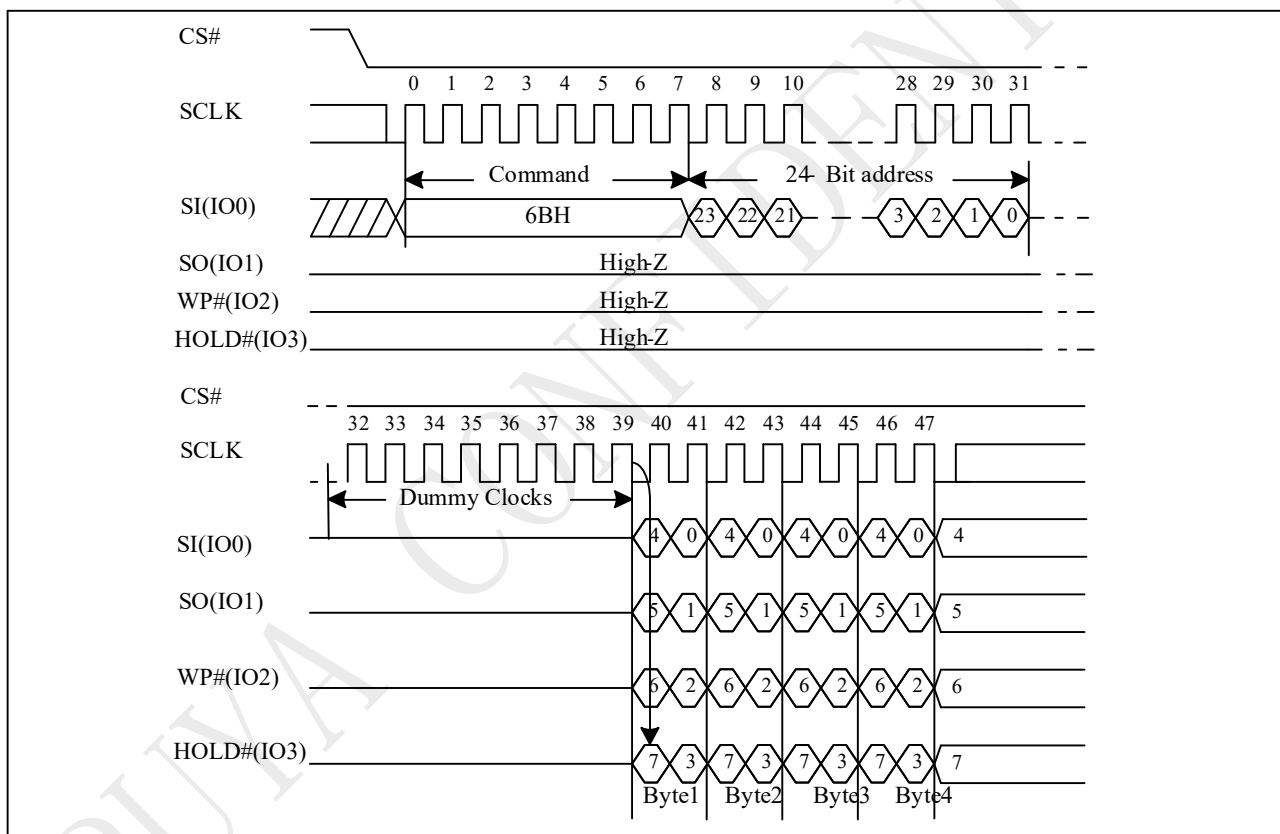 CS#
0 1 2 3 4 5 6 7 8 9 10 28 29 30 31
SCLK
Command 24- Bit address
SI(IO0) 6BH 23 22 21 3 2 1 0
SO(IO1) High-Z
WP#(IO2) High-Z
HOLD#(IO3) High-Z
CS#
32 33 34 35 36 37 38 39 40 41 42 43 44 45 46 47
SCLK
Dummy Clocks
SI(IO0) 4 0 4 0 4 0 4 0 4
SO(IO1) 5 1 5 1 5 1 5 1 5
WP#(IO2) 6 2 6 2 6 2 6 2 6
HOLD#(IO3) 7 3 7 3 7 3 7 3 7
Byte1 Byte2 Byte3 Byte4
PUYA CONFIDENT